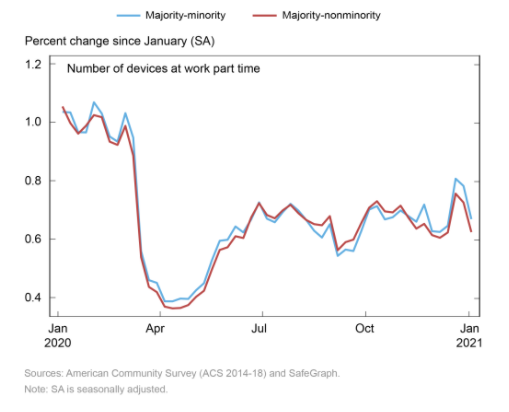 Majority-minority Majority-nonminority
Percent change since January (SA)
1.2
Number of devices at work part time
1.0
0.8
0.6
0.4
Jan Apr Jul Oct Jan
2020 2021
Sources: American Community Survey (ACS 2014-18) and SafeGraph.
Note: SA is seasonally adjusted.